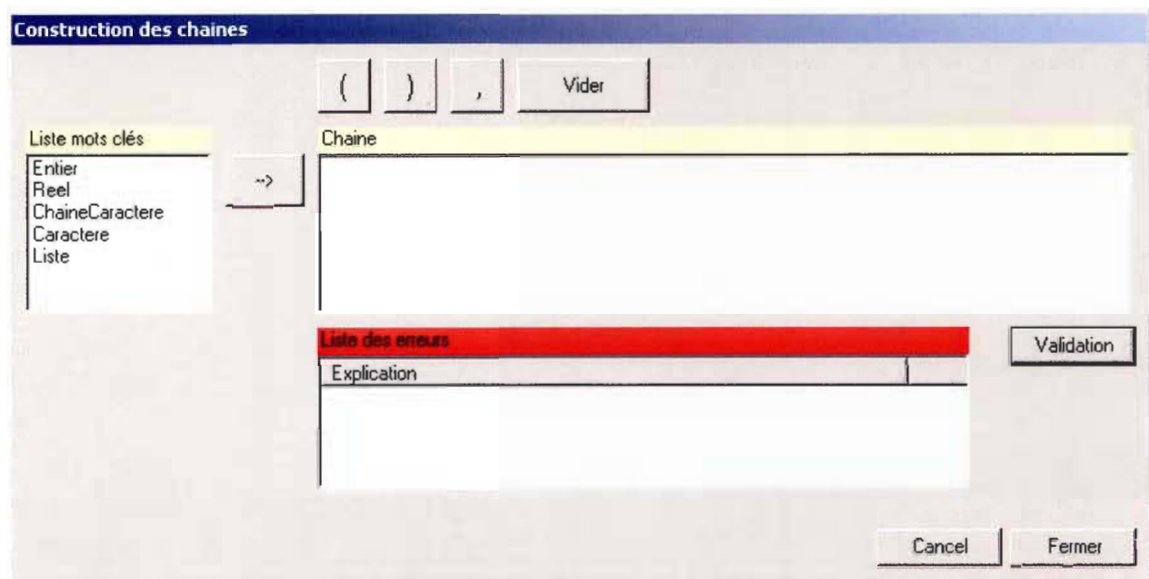 Construction des chaines
( ) , Vider
Liste mots clés
Chaine
Entier
Reel
ChaineCaractere
Caractere
Liste
-->
Liste des erreurs
Validation
Explication
Cancel
Fermer